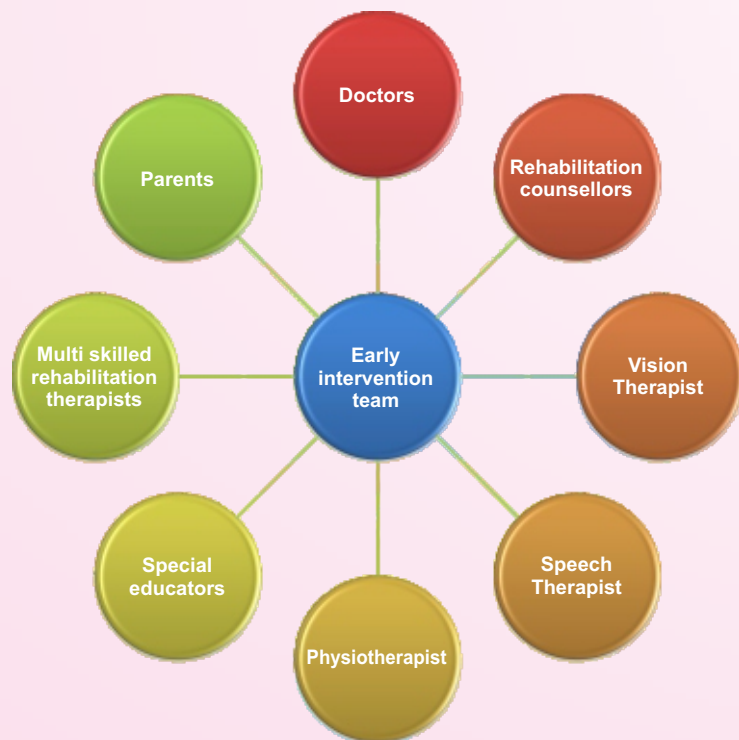 Doctors
Rehabilitation
counsellors
Vision
Therapist
Speech
Therapist
Physiotherapist
Special
educators
Multi skilled
rehabilitation
therapists
Parents
Early
intervention
team